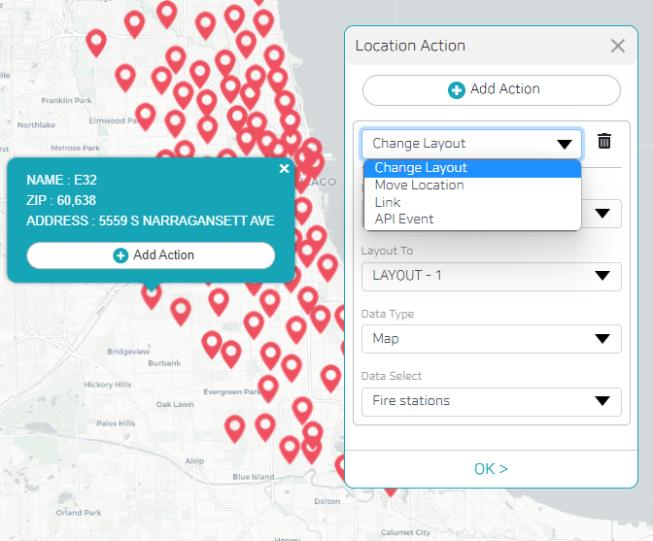 Location Action
Add Action
Change Layout
Change Layout
Move Location
Link
API Event
Layout To
LAYOUT - 1
Data Type
Map
Data Select
Fire stations
OK >
NAME : E32
ZIP : 60,638
ADDRESS : 5559 S NARRAGANSETT AVE
Add Action
Franklin Park
Northlake
Elmwood Pa
Melrose Park
CAGO
Bridgeview
Burbank
Hickory Hills
Evergreen Park
Oak Lawn
Palos Hills
Alsip
Blue Island
Dolton
Orland Park
Calumet City
Harvey